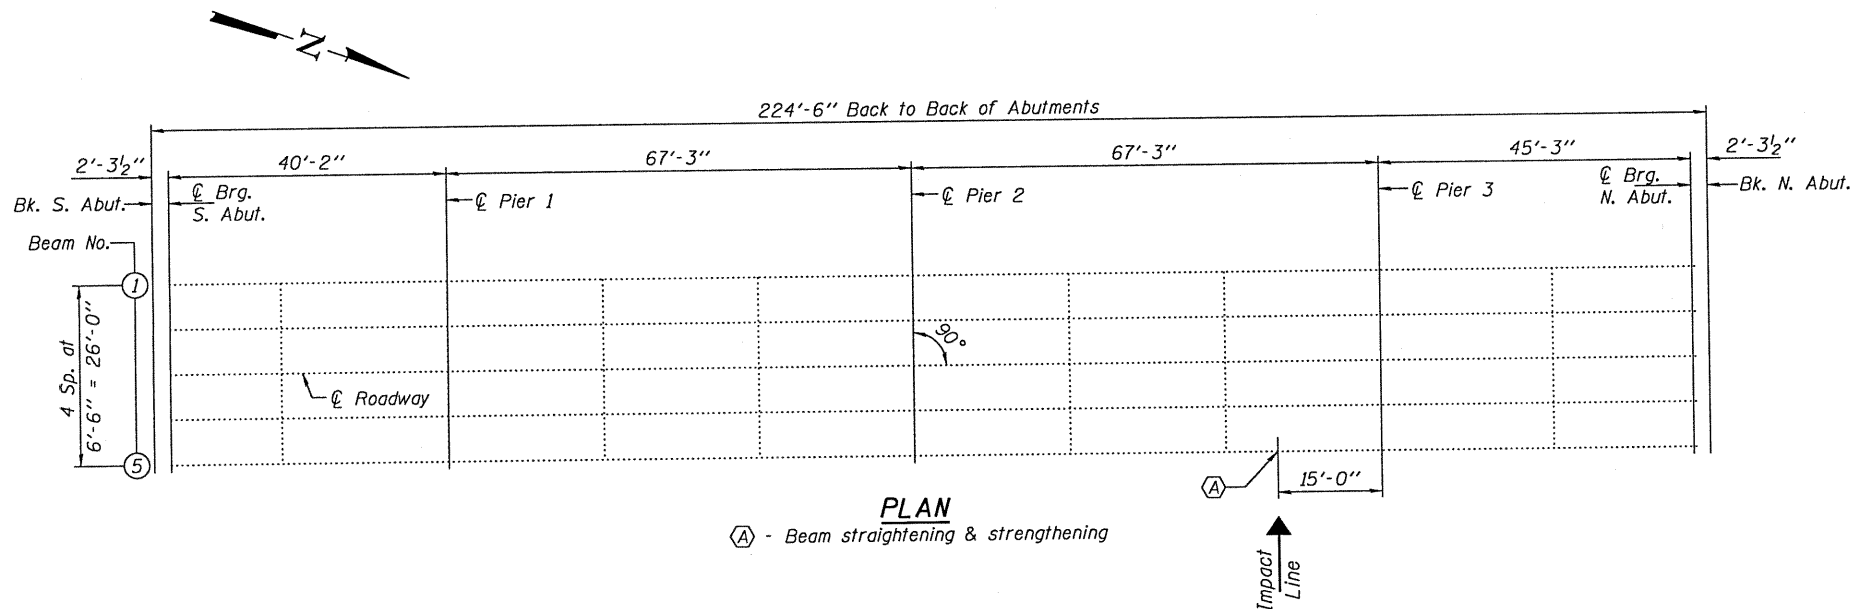 N
224'-6" Back to Back of Abutments
2'-3½"
40'-2"
67'-3"
67'-3"
45'-3"
2'-3½"
Bk. S. Abut.
℄ Brg.
S. Abut.
℄ Pier 1
℄ Pier 2
℄ Pier 3
℄ Brg.
N. Abut.
Bk. N. Abut.
Beam No.
1
4 Sp. at
6'-6" = 26'-0"
90°
℄ Roadway
5
A
15'-0"
PLAN
A - Beam straightening & strengthening
Impact
Line